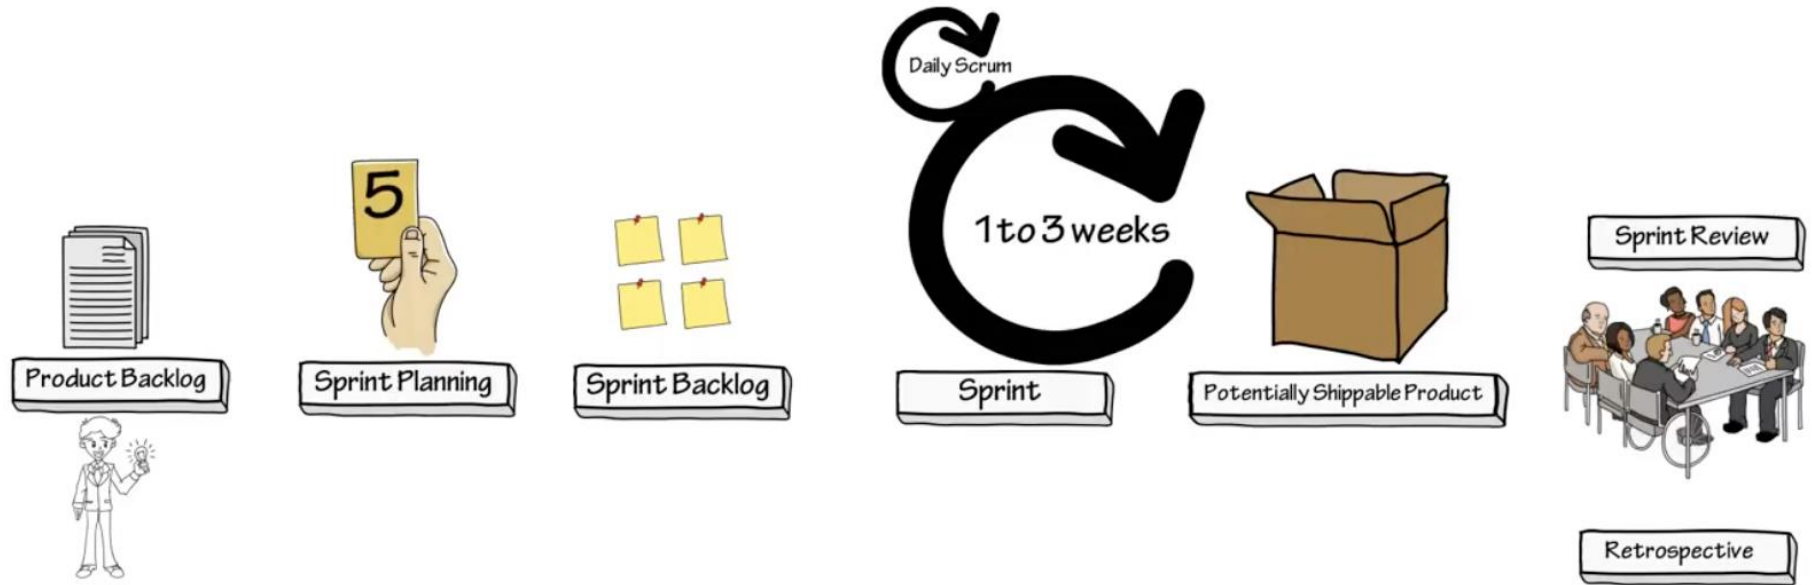 Product Backlog
5
Sprint Planning
Sprint Backlog
Daily Scrum
1 to 3 weeks
Sprint
Potentially Shippable Product
Sprint Review
Retrospective